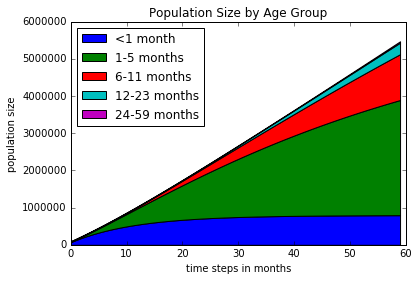 Population Size by Age Group
6000000
5000000
4000000
3000000
2000000
1000000
0
population size
<1 month
1-5 months
6-11 months
12-23 months
24-59 months
0 10 20 30 40 50 60
time steps in months